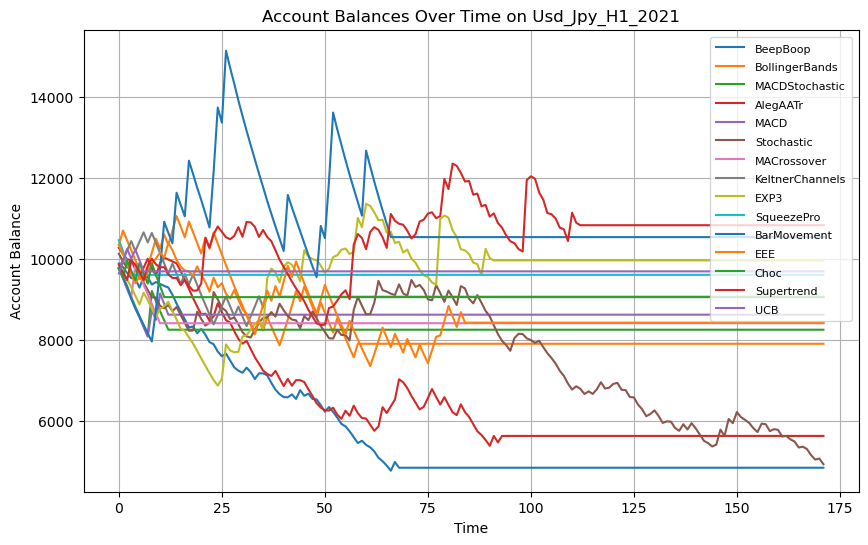 Account Balances Over Time on Usd_Jpy_H1_2021
Account Balance
14000
12000
10000
8000
6000
0
25
50
75
100
125
150
175
Time
BeepBoop
BollingerBands
MACDStochastic
AlegAATr
MACD
Stochastic
MACrossover
KeltnerChannels
EXP3
SqueezePro
BarMovement
EEE
Choc
Supertrend
UCB